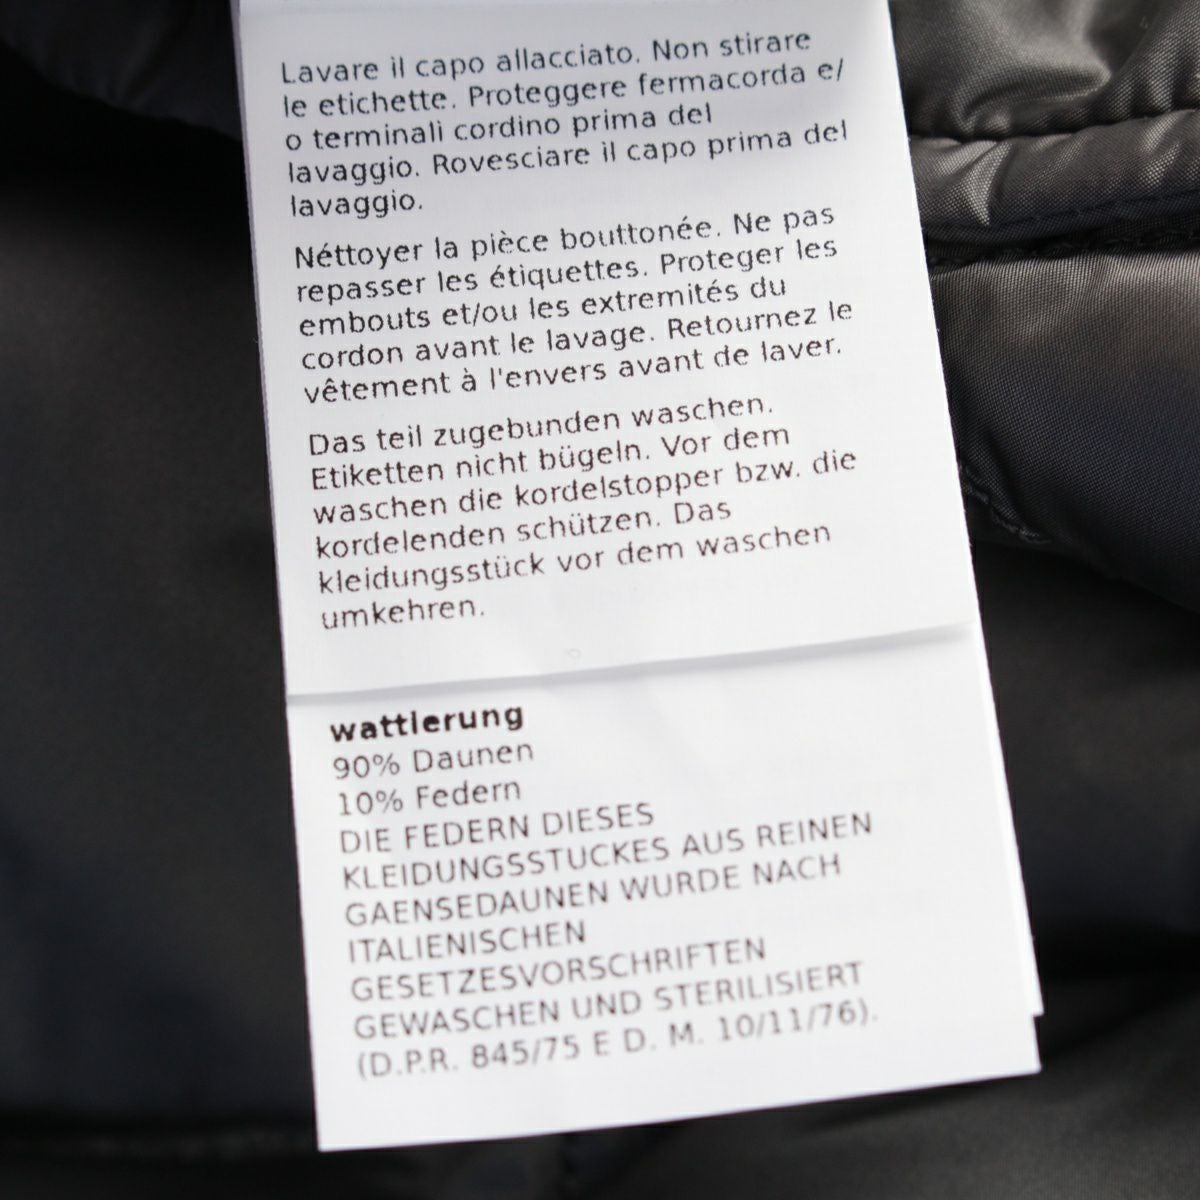 Lavare il capo allacciato. Non stirare
le etichette. Proteggere fermacorda e/
o terminali cordino prima del
lavaggio. Rovesciare il capo prima del
lavaggio.
Néttoyer la pièce bouttonée. Ne pas
repasser les étiquettes. Proteger les
embouts et/ou les extremités du
cordon avant le lavage. Retournez le
vêtement à l'envers avant de laver.
Das teil zugebunden waschen.
Etiketten nicht bügeln. Vor dem
waschen die kordelstopper bzw. die
kordelenden schützen. Das
kleidungsstück vor dem waschen
umkehren.
wattierung
90% Daunen
10% Federn
DIE FEDERN DIESES
KLEIDUNGSSTUCKES AUS REINEN
GAENSEDAUNEN WURDE NACH
ITALIENISCHEN
GESETZESVORSCHRIFTEN
GEWASCHEN UND STERILISIERT
(D.P.R. 845/75 E D. M. 10/11/76).